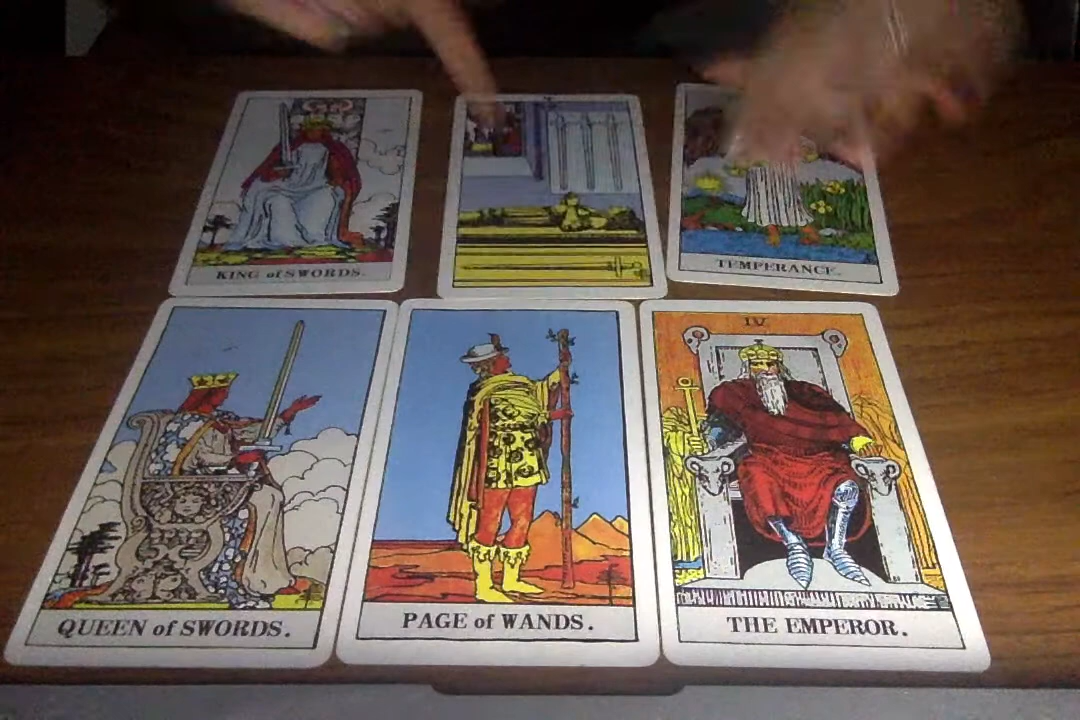 KING of SWORDS.
TEMPERANCE.
IV
QUEEN of SWORDS.
PAGE of WANDS.
THE EMPEROR.